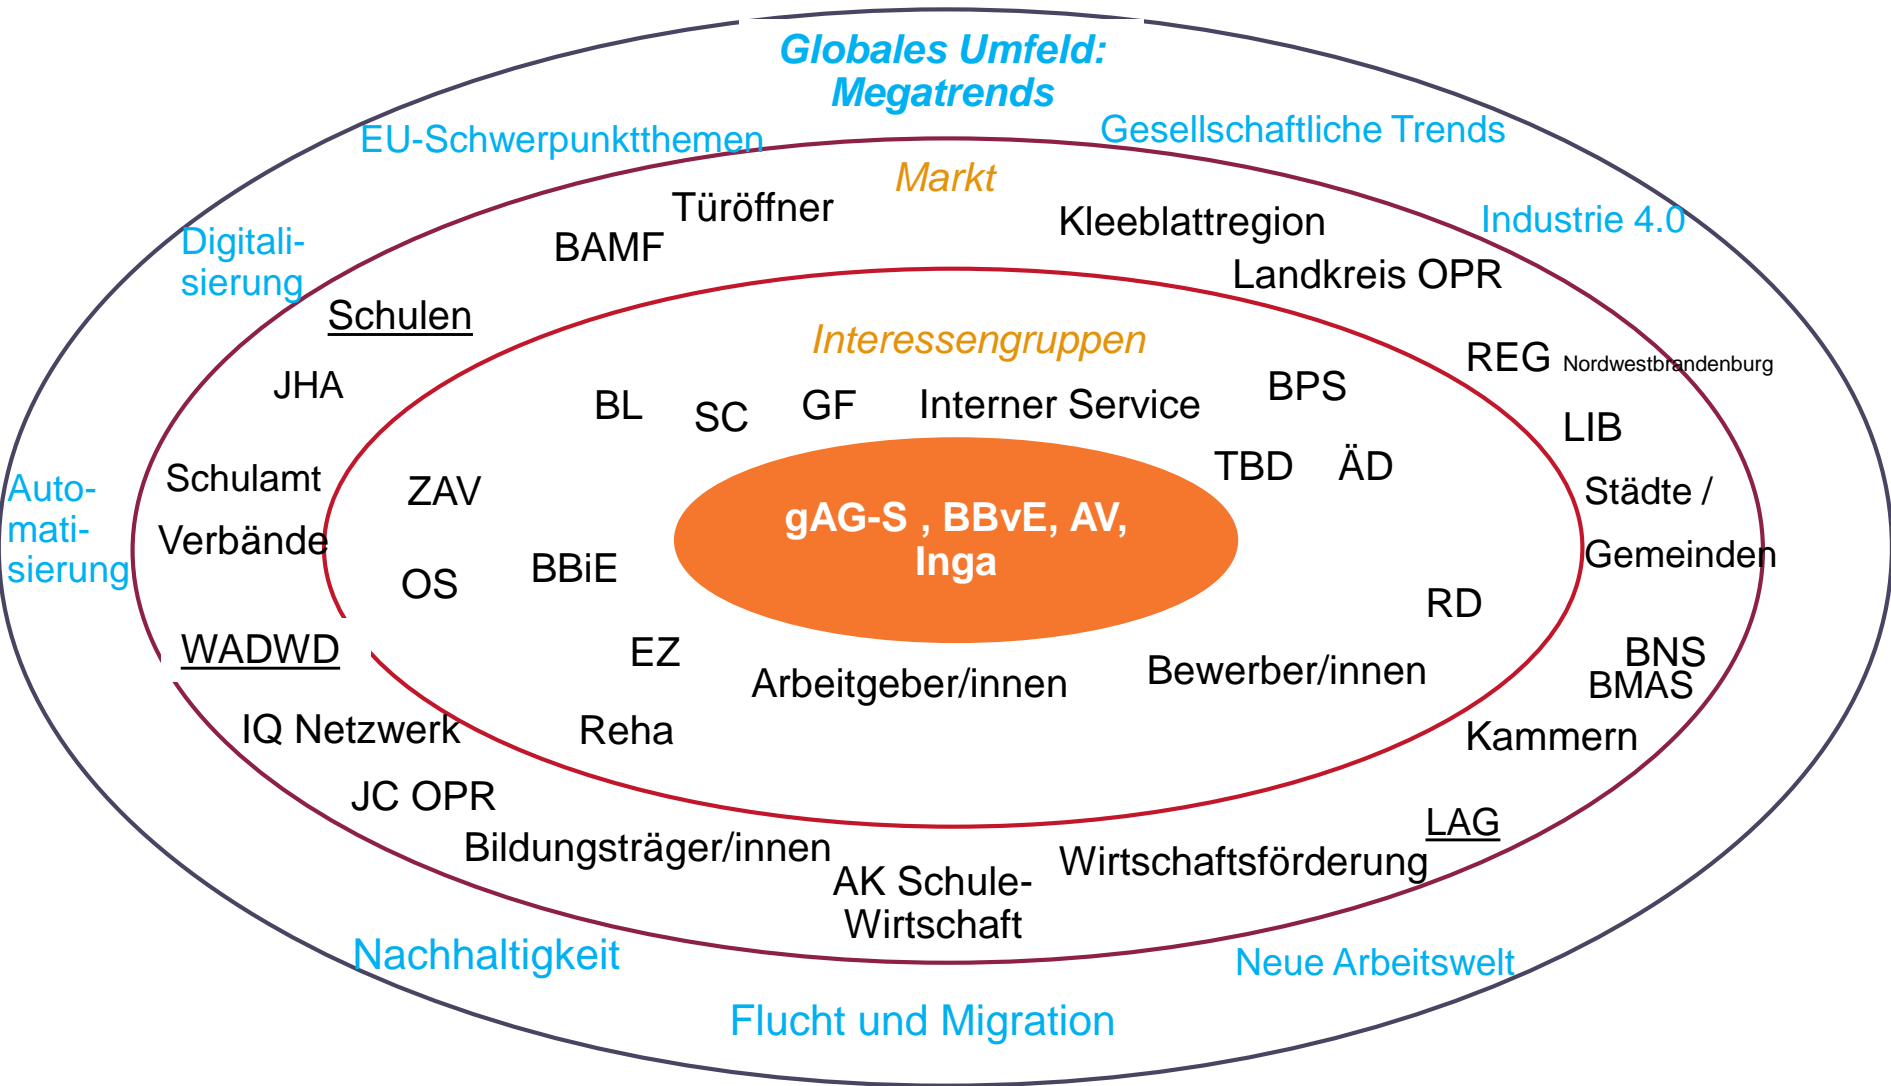 Globales Umfeld:
Megatrends
EU-Schwerpunktthemen
Gesellschaftliche Trends
Markt
Türöffner
Kleeblattregion
Industrie 4.0
Digitali-
sierung
BAMF
Landkreis OPR
Schulen
Interessengruppen
REG Nordwestbrandenburg
JHA
BL
SC
GF
Interner Service
BPS
LIB
Schulamt
ZAV
TBD
ÄD
Städte /
Gemeinden
Auto-
mati-
sierung
Verbände
gAG-S , BBvE, AV,
Inga
OS
BBiE
RD
WADWD
EZ
Arbeitgeber/innen
Bewerber/innen
BNS
BMAS
IQ Netzwerk
Reha
Kammern
JC OPR
Bildungsträger/innen
AK Schule-
Wirtschaft
Wirtschaftsförderung
LAG
Nachhaltigkeit
Neue Arbeitswelt
Flucht und Migration